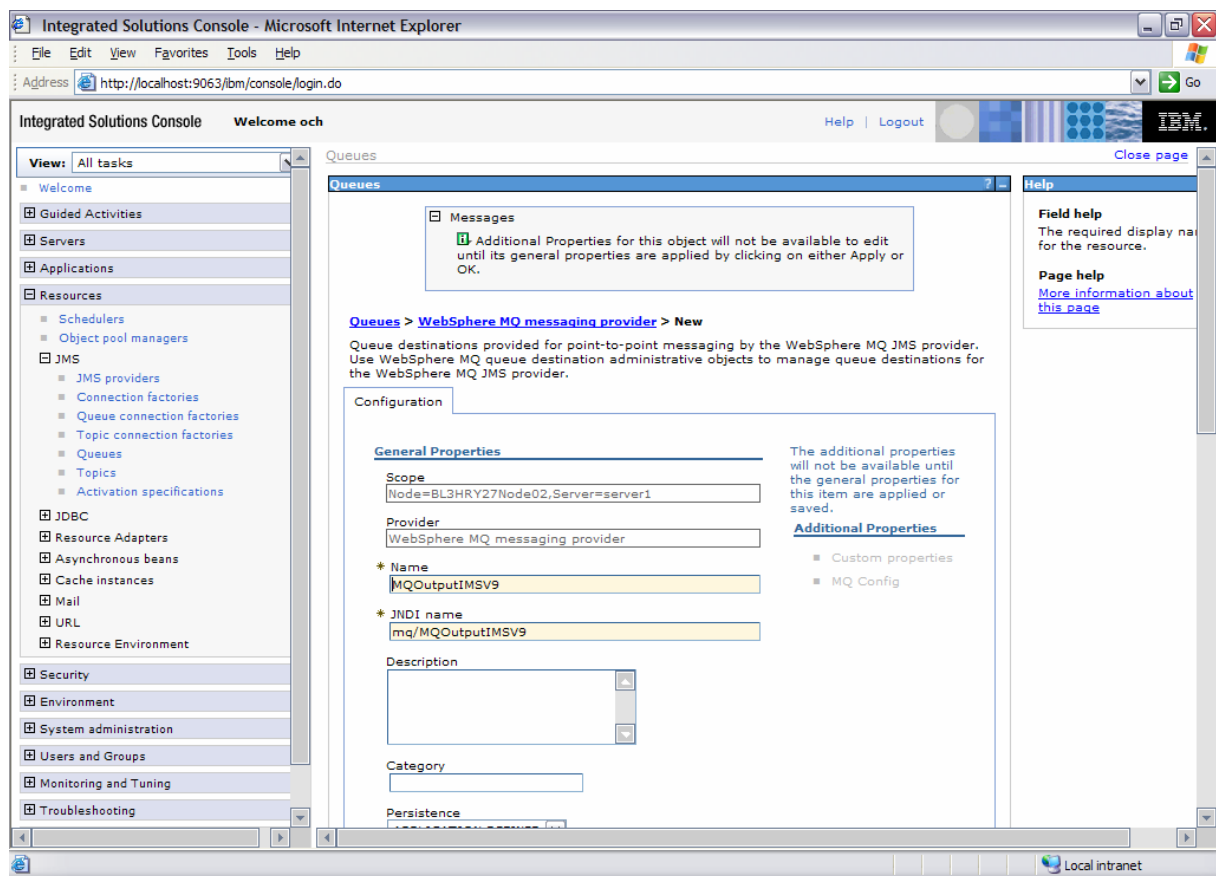 Integrated Solutions Console - Microsoft Internet Explorer
File Edit View Favorites Tools Help
Address http://localhost:9063/ibm/console/login.do Go
Integrated Solutions Console Welcome och Help | Logout IBM.
View: All tasks
Welcome
Guided Activities
Servers
Applications
Resources
Schedulers
Object pool managers
JMS
JMS providers
Connection factories
Queue connection factories
Topic connection factories
Queues
Topics
Activation specifications
JDBC
Resource Adapters
Asynchronous beans
Cache instances
Mail
URL
Resource Environment
Security
Environment
System administration
Users and Groups
Monitoring and Tuning
Troubleshooting
Queues Close page
Queues ? -
Messages
Additional Properties for this object will not be available to edit
until its general properties are applied by clicking on either Apply or
OK.
Queues > WebSphere MQ messaging provider > New
Queue destinations provided for point-to-point messaging by the WebSphere MQ JMS provider.
Use WebSphere MQ queue destination administrative objects to manage queue destinations for
the WebSphere MQ JMS provider.
Configuration
General Properties
Scope
Node=BL3HRY27Node02,Server=server1
Provider
WebSphere MQ messaging provider
* Name
MQOutputIMSV9
* JNDI name
mq/MQOutputIMSV9
Description
Category
Persistence
The additional properties
will not be available until
the general properties for
this item are applied or
saved.
Additional Properties
Custom properties
MQ Config
Help
Field help
The required display na
for the resource.
Page help
More information about
this page
Local intranet